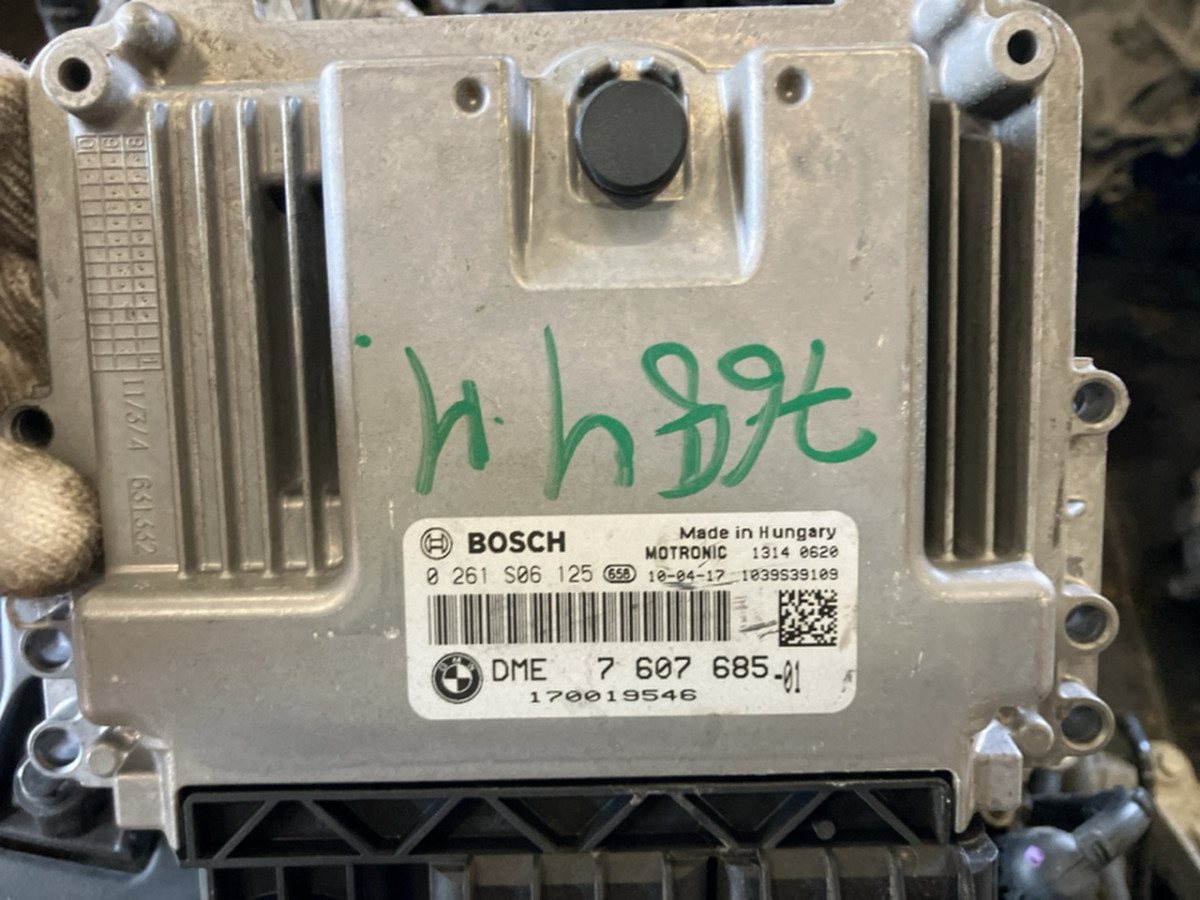 BOSCH
Made in Hungary
MOTRONIC 1314 0620
0 261 S06 125 658 10-04-17 1039S39109
DME 7 607 685-01
170019546
11/3/4 631332